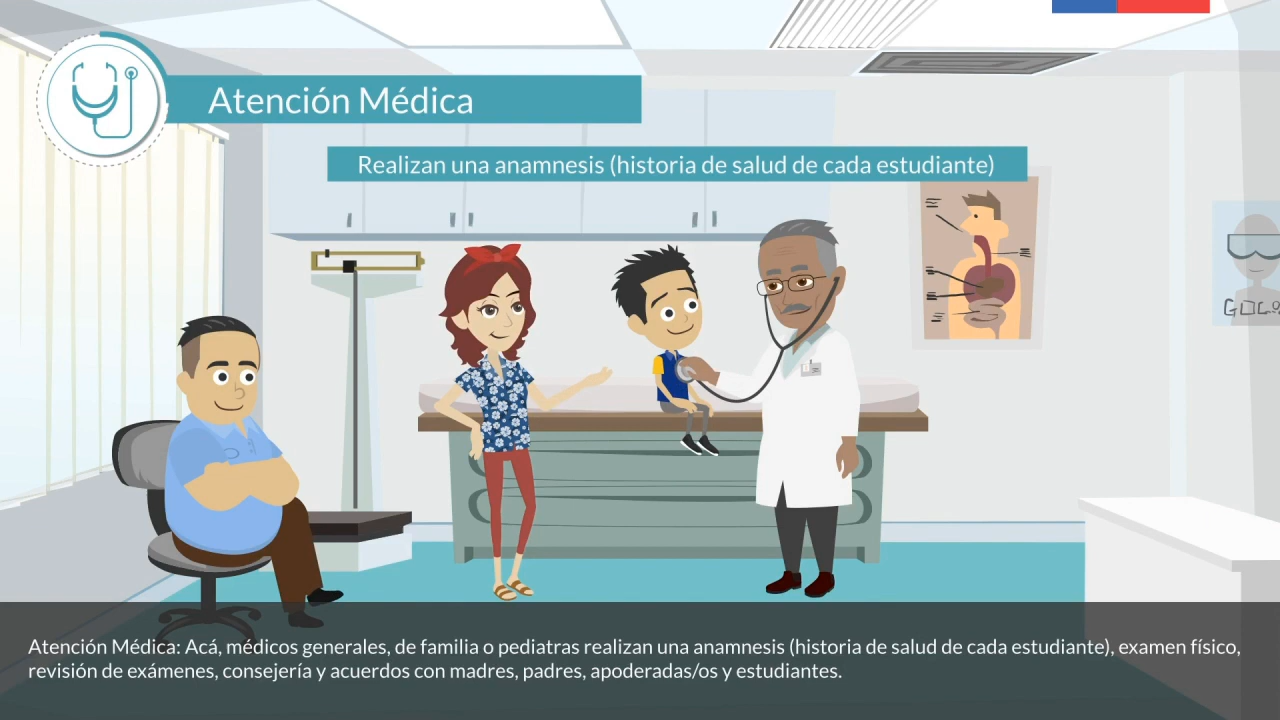 Atención Médica
Realizan una anamnesis (historia de salud de cada estudiante)
Atención Médica: Acá, médicos generales, de familia o pediatras realizan una anamnesis (historia de salud de cada estudiante), examen físico,
revisión de exámenes, consejería y acuerdos con madres, padres, apoderadas/os y estudiantes.